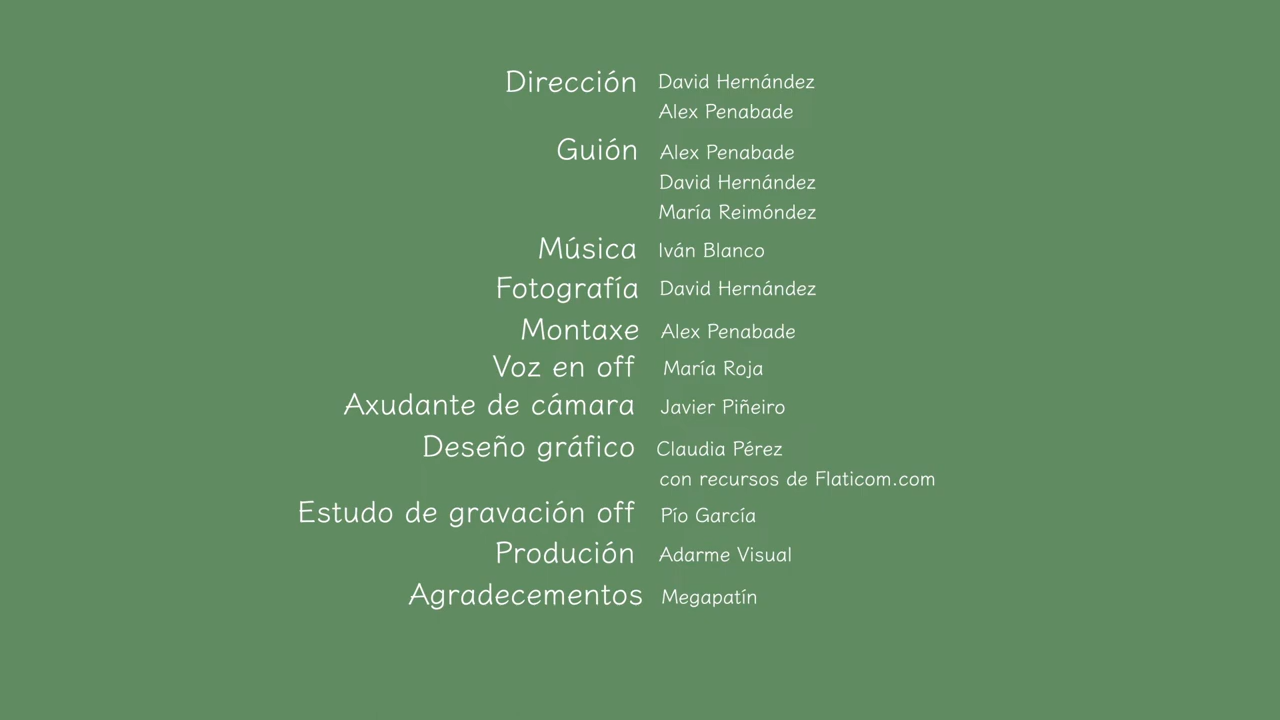 Dirección David Hernández
Alex Penabade
Guión Alex Penabade
David Hernández
María Reimóndez
Música Iván Blanco
Fotografía David Hernández
Montaxe Alex Penabade
Voz en off María Roja
Axudante de cámara Javier Piñeiro
Deseño gráfico Claudia Pérez
con recursos de Flaticom.com
Estudo de gravación off Pío García
Produción Adarme Visual
Agradecementos Megapatín